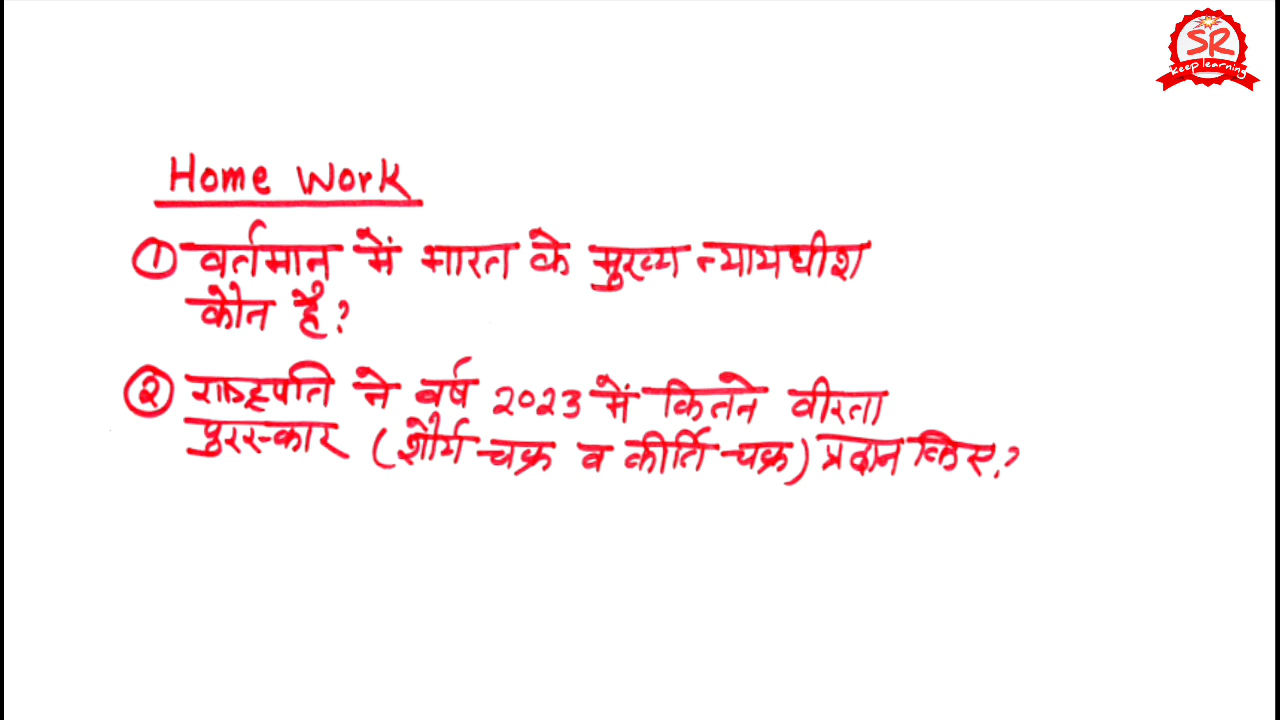 SR
keep learning
Home Work
① वर्तमान में भारत के मुख्य न्यायधीश
कौन है?
② राष्ट्रपति ने वर्ष 2023 में कितने वीरता
पुरस्कार (शौर्य चक्र व कीर्ति चक्र) प्रदान किए?